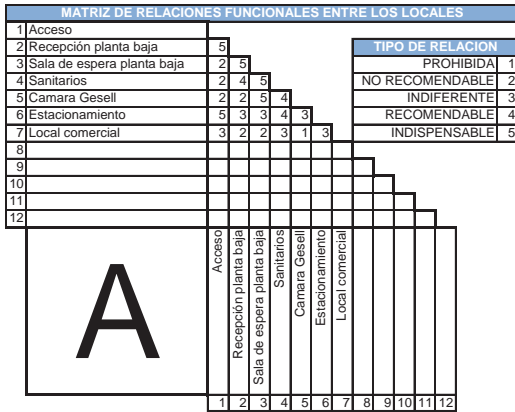 MATRIZ DE RELACIONES FUNCIONALES ENTRE LOS LOCALES
1 Acceso
2 Recepción planta baja 5
TIPO DE RELACION
3 Sala de espera planta baja 2 5
PROHIBIDA 1
4 Sanitarios 2 4 5
NO RECOMENDABLE 2
5 Camara Gesell 2 2 5 4
INDIFERENTE 3
6 Estacionamiento 5 3 3 4 3
RECOMENDABLE 4
7 Local comercial 3 2 2 3 1 3
INDISPENSABLE 5
8
9
10
11
12
A
Acceso
Recepción planta baja
Sala de espera planta baja
Sanitarios
Camara Gesell
Estacionamiento
Local comercial
1 2 3 4 5 6 7 8 9 10 11 12